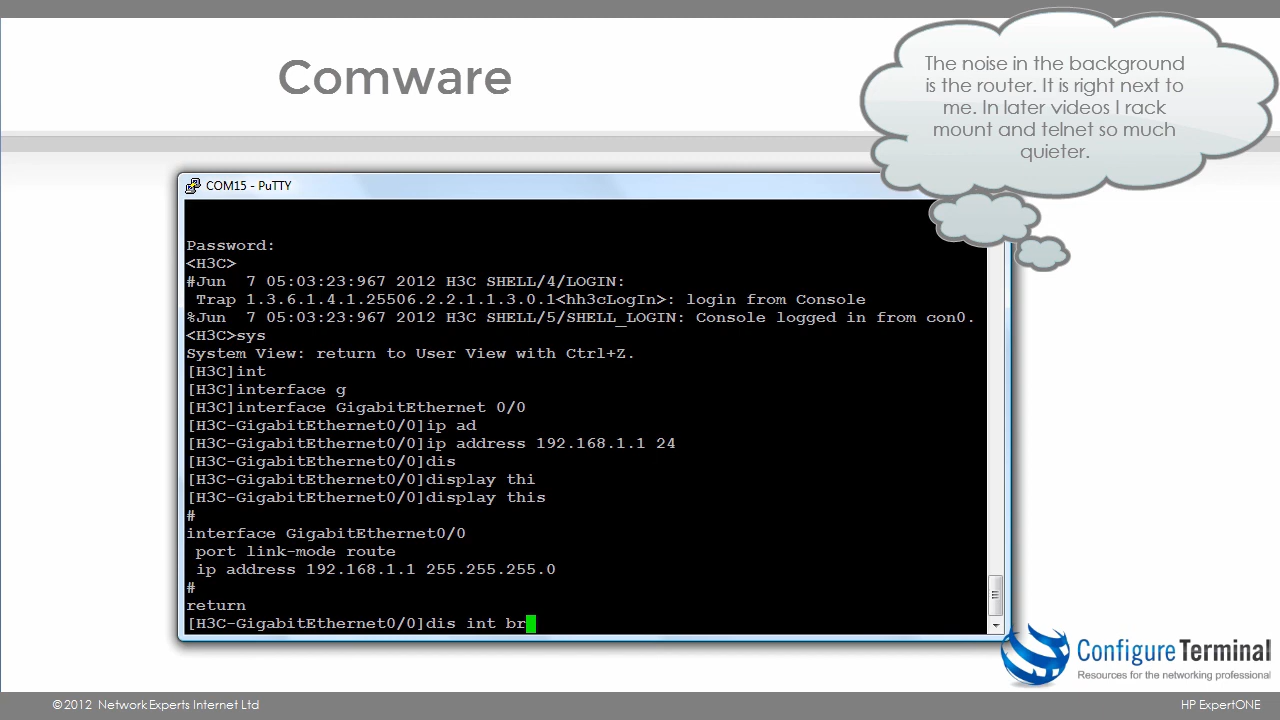 Comware
The noise in the background
is the router. It is right next to
me. In later videos I rack
mount and telnet so much
quieter.
COM15 - PuTTY
Password:
<H3C>
#Jun  7 05:03:23:967 2012 H3C SHELL/4/LOGIN:
 Trap 1.3.6.1.4.1.25506.2.2.1.1.3.0.1<hh3cLogIn>: login from Console
%Jun  7 05:03:23:967 2012 H3C SHELL/5/SHELL_LOGIN: Console logged in from con0.
<H3C>sys
System View: return to User View with Ctrl+Z.
[H3C]int
[H3C]interface g
[H3C]interface GigabitEthernet 0/0
[H3C-GigabitEthernet0/0]ip ad
[H3C-GigabitEthernet0/0]ip address 192.168.1.1 24
[H3C-GigabitEthernet0/0]dis
[H3C-GigabitEthernet0/0]display thi
[H3C-GigabitEthernet0/0]display this
#
interface GigabitEthernet0/0
 port link-mode route
 ip address 192.168.1.1 255.255.255.0
#
return
[H3C-GigabitEthernet0/0]dis int br
Configure Terminal
Resources for the networking professional
©2012 Network Experts Internet Ltd
HP ExpertONE